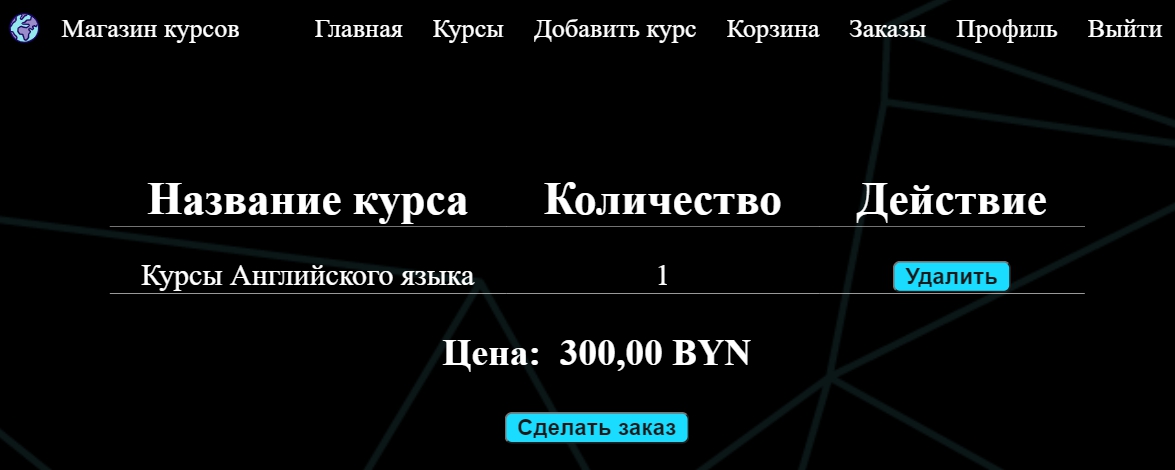 Магазин курсов Главная Курсы Добавить курс Корзина Заказы Профиль Выйти
Название курса Количество Действие
Курсы Английского языка 1 Удалить
Цена: 300,00 BYN
Сделать заказ